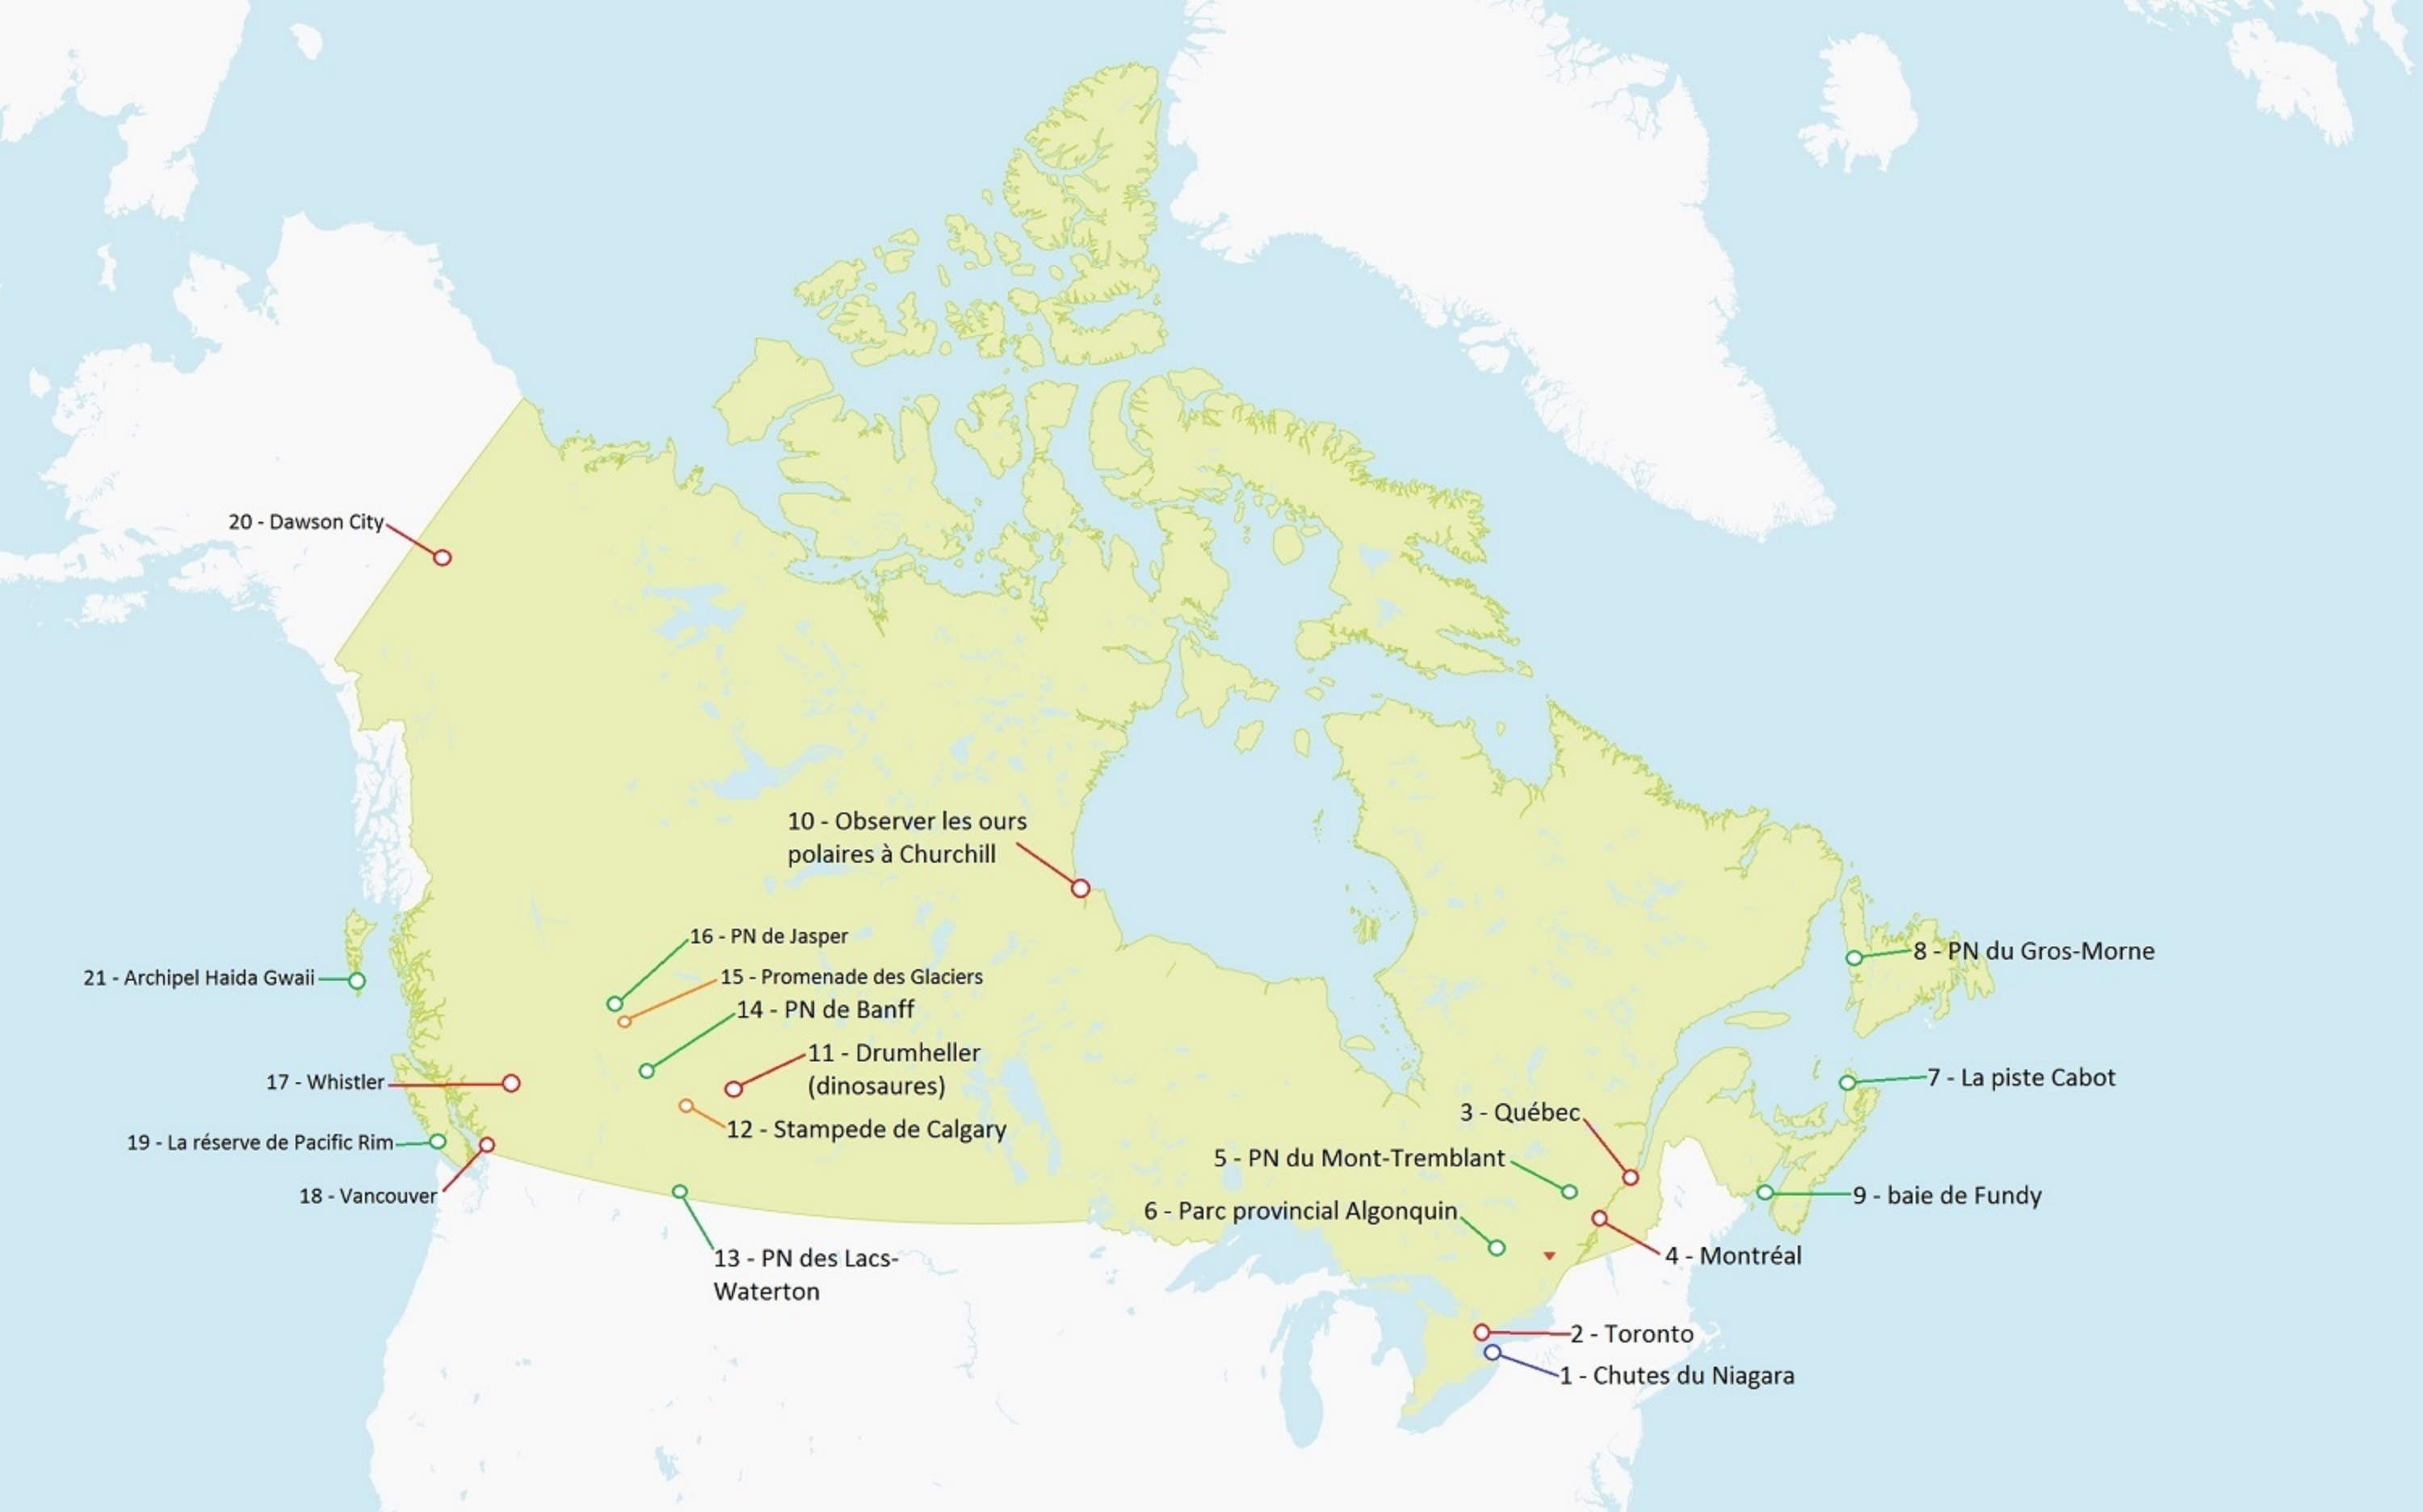 20 - Dawson City
10 - Observer les ours
polaires à Churchill
16 - PN de Jasper
8 - PN du Gros-Morne
21 - Archipel Haida Gwaii
15 - Promenade des Glaciers
14 - PN de Banff
11 - Drumheller
(dinosaures)
7 - La piste Cabot
17 - Whistler
3 - Québec
12 - Stampede de Calgary
19 - La réserve de Pacific Rim
5 - PN du Mont-Tremblant
18 - Vancouver
9 - baie de Fundy
6 - Parc provincial Algonquin
4 - Montréal
13 - PN des Lacs-
Waterton
2 - Toronto
1 - Chutes du Niagara